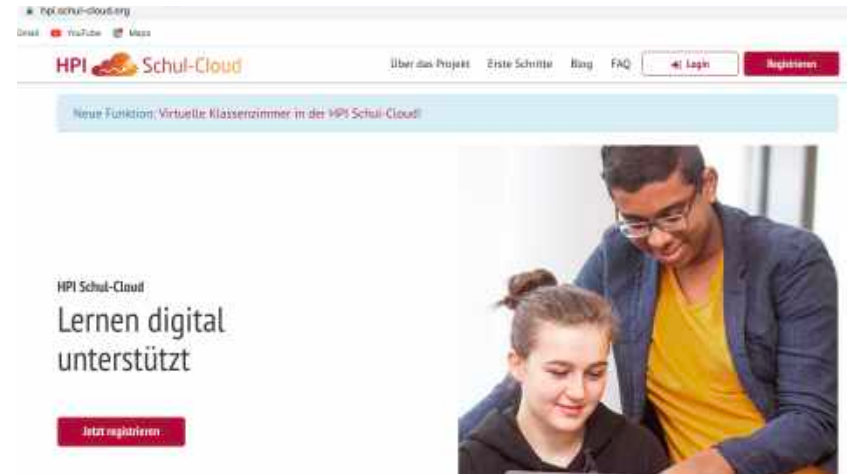 hpi.schul-cloud.org
Gmail YouTube Maps
HPI Schul-Cloud Über das Projekt Erste Schritte Blog FAQ Login Registrieren
Neue Funktion: Virtuelle Klassenzimmer in der HPI Schul-Cloud!
HPI Schul-Cloud
Lernen digital
unterstützt
Jetzt registrieren